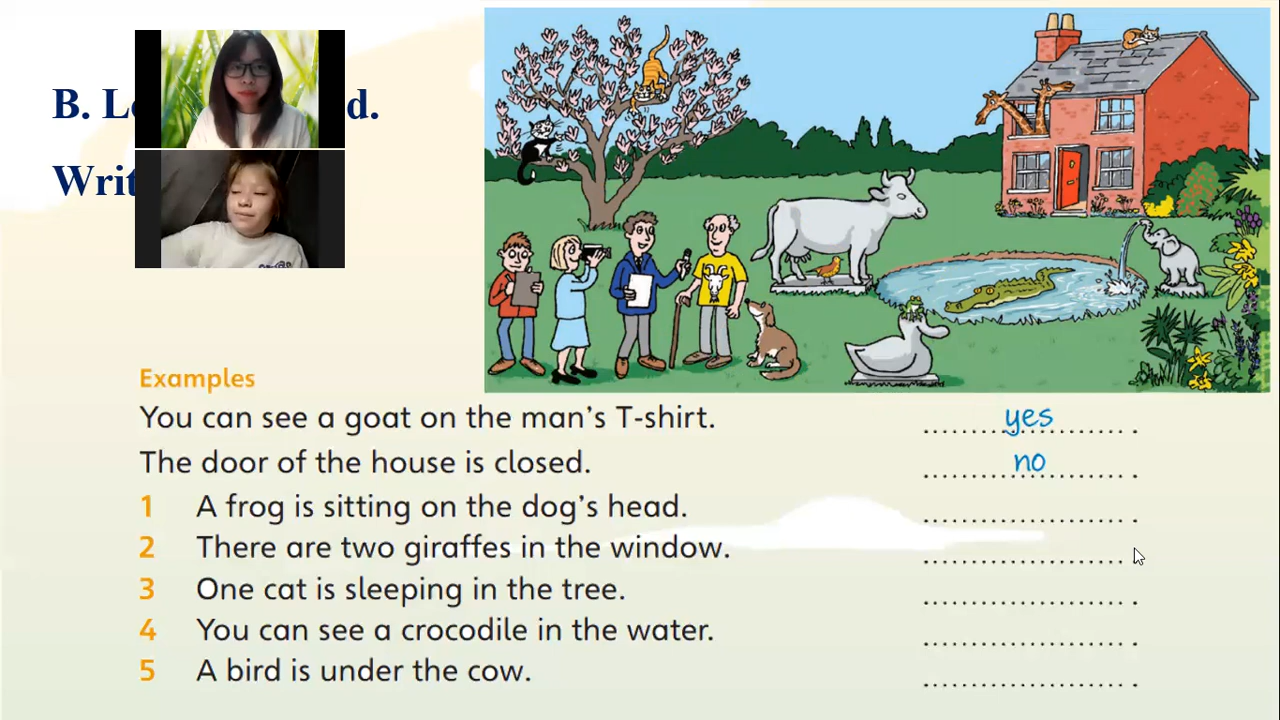 B. L d.
Writ
Examples
You can see a goat on the man's T-shirt. yes
The door of the house is closed. no
1 A frog is sitting on the dog's head.
2 There are two giraffes in the window.
3 One cat is sleeping in the tree.
4 You can see a crocodile in the water.
5 A bird is under the cow.